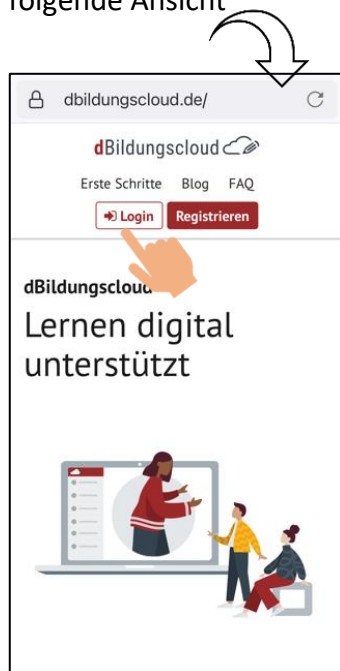 folgende Ansicht
dbildungscloud.de/
dBildungscloud
Erste Schritte Blog FAQ
Login Registrieren
dBildungscloud
Lernen digital
unterstützt